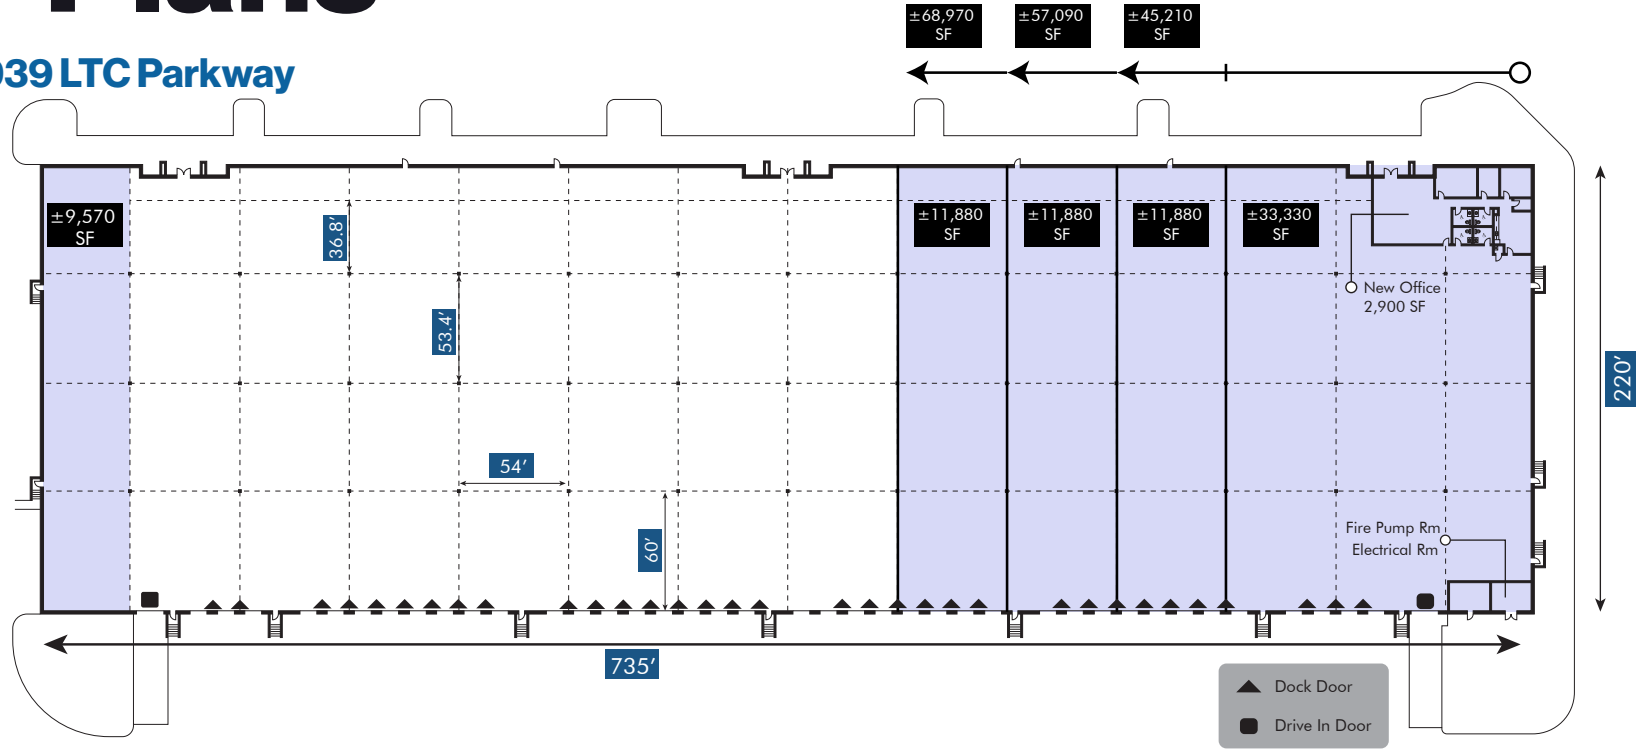 Plans
039 LTC Parkway
±68,970
SF
±57,090
SF
±45,210
SF
±9,570
SF
36.8′
±11,880
SF
±11,880
SF
±11,880
SF
±33,330
SF
New Office
2,900 SF
53.4′
220′
54′
60′
Fire Pump Rm
Electrical Rm
735′
Dock Door
Drive In Door